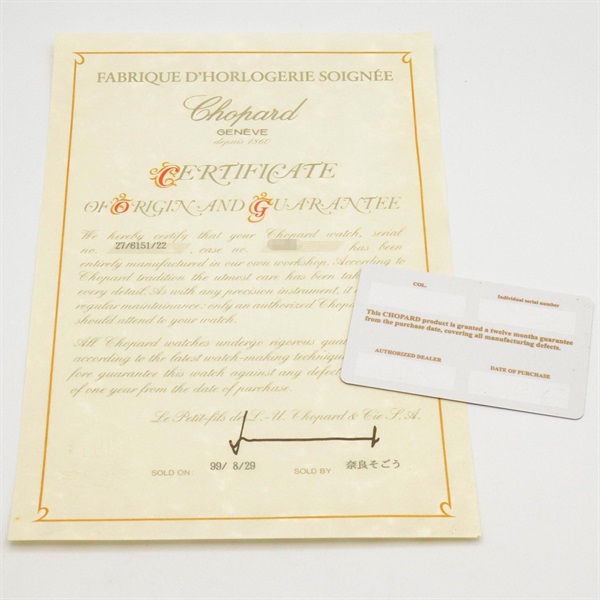 FABRIQUE D'HORLOGERIE SOIGNÉE
Chopard
GENÈVE
depuis 1860
CERTIFICATE
OF ORIGIN AND GUARANTEE
We hereby certify that your Chopard watch, serial
no. 27/6151/22, case no. has been
entirely manufactured in our own workshop. According to
Chopard tradition the utmost care has been
every detail. As with any precision instrument, it
regular maintainance: only an authorized
should attend to your watch.
All Chopard watches undergo rigorous
according to the latest watch-making
fore guarantee this watch against any
of one year from the date of purchase.
Le Petit-fils de L.-U. Chopard & Cie S.A.
SOLD ON: 99/ 8/29 SOLD BY: 奈良そごう
COL. Individual serial number
This CHOPARD product is granted a twelve months guarantee
from the purchase date, covering all manufacturing defects.
AUTHORIZED DEALER DATE OF PURCHASE